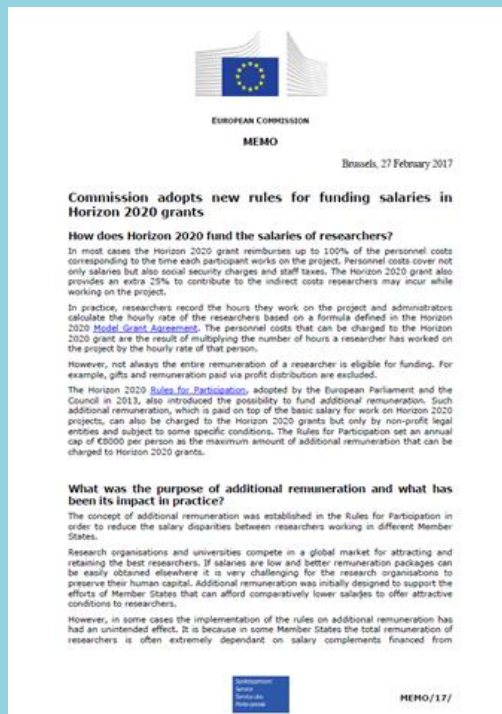 EUROPEAN COMMISSION
MEMO
Brussels, 27 February 2017
Commission adopts new rules for funding salaries in
Horizon 2020 grants
How does Horizon 2020 fund the salaries of researchers?
In most cases the Horizon 2020 grant reimburses up to 100% of the personnel costs
corresponding to the time each participant works on the project. Personnel costs cover not
only salaries but also social security charges and staff taxes. The Horizon 2020 grant also
provides an extra 25% to contribute to the indirect costs researchers may incur while
working on the project.
In practice, researchers record the hours they work on the project and administrators
calculate the hourly rate of the researchers based on a formula defined in the Horizon
2020 Model Grant Agreement. The personnel costs that can be charged to the Horizon
2020 grant are the result of multiplying the number of hours a researcher has worked on
the project by the hourly rate of that person.
However, not always the entire remuneration of a researcher is eligible for funding. For
example, gifts and remuneration paid via profit distribution are excluded.
The Horizon 2020 Rules for Participation, adopted by the European Parliament and the
Council in 2013, also introduced the possibility to fund additional remuneration. Such
additional remuneration, which is paid on top of the basic salary for work on Horizon 2020
projects, can also be charged to the Horizon 2020 grants but only by non-profit legal
entities and subject to some specific conditions. The Rules for Participation set an annual
cap of €8000 per person as the maximum amount of additional remuneration that can be
charged to Horizon 2020 grants.
What was the purpose of additional remuneration and what has
been its impact in practice?
The concept of additional remuneration was established in the Rules for Participation in
order to reduce the salary disparities between researchers working in different Member
States.
Research organisations and universities compete in a global market for attracting and
retaining the best researchers. If salaries are low and better remuneration packages can
be easily obtained elsewhere it is very challenging for the research organisations to
preserve their human capital. Additional remuneration was initially designed to support the
efforts of Member States that can afford comparatively lower salaries to offer attractive
conditions to researchers.
However, in some cases the implementation of the rules on additional remuneration has
had an unintended effect. It is because in some Member States the total remuneration of
researchers is often extremely dependant on salary complements financed from
MEMO/17/